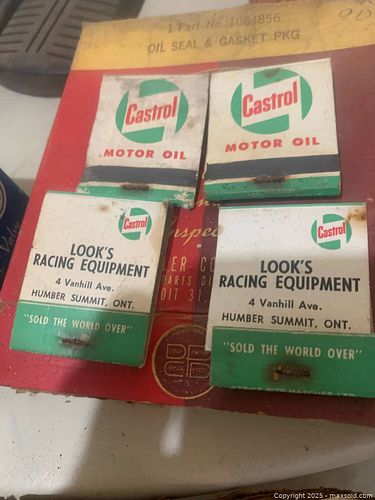 1 Part No. 1064856
OIL SEAL & GASKET PKG
Castrol
MOTOR OIL
Castrol
MOTOR OIL
Castrol
LOOK'S
RACING EQUIPMENT
4 Vanhill Ave.
HUMBER SUMMIT, ONT.
"SOLD THE WORLD OVER"
Castrol
LOOK'S
RACING EQUIPMENT
4 Vanhill Ave.
HUMBER SUMMIT, ONT.
"SOLD THE WORLD OVER"
Copyright © 2025 - maxsold.com